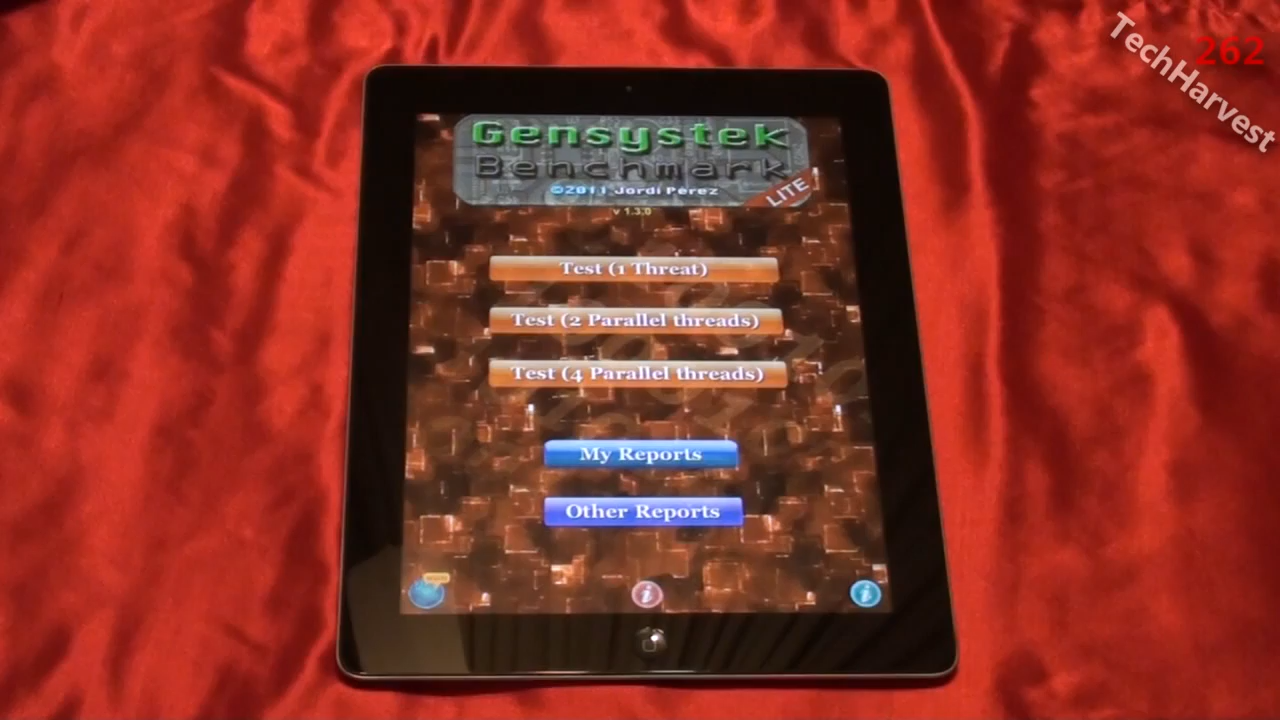 262
TechHarvest
Gensystek
Benchmark
©2011 Jordi Perez
LITE
v 1.3.0
Test (1 Threat)
Test (2 Parallel threads)
Test (4 Parallel threads)
My Reports
Other Reports